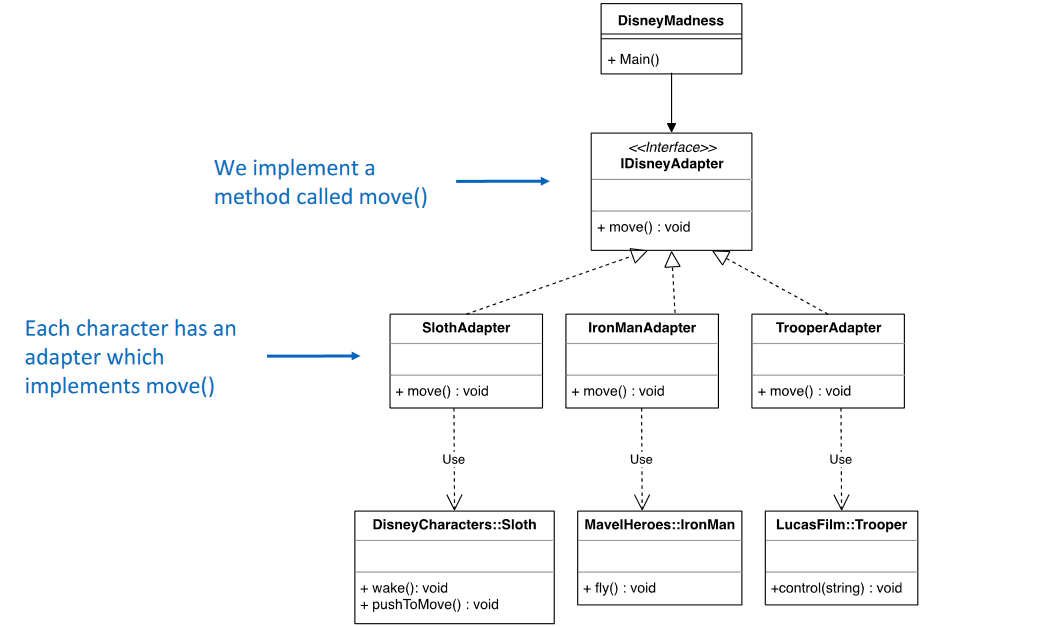 DisneyMadness
+ Main()
We implement a
method called move()
<<Interface>>
IDisneyAdapter
+ move() : void
Each character has an
adapter which
implements move()
SlothAdapter
+ move() : void
IronManAdapter
+ move() : void
TrooperAdapter
+ move() : void
Use
Use
Use
DisneyCharacters::Sloth
+ wake(): void
+ pushToMove() : void
MavelHeroes::IronMan
+ fly() : void
LucasFilm::Trooper
+control(string) : void